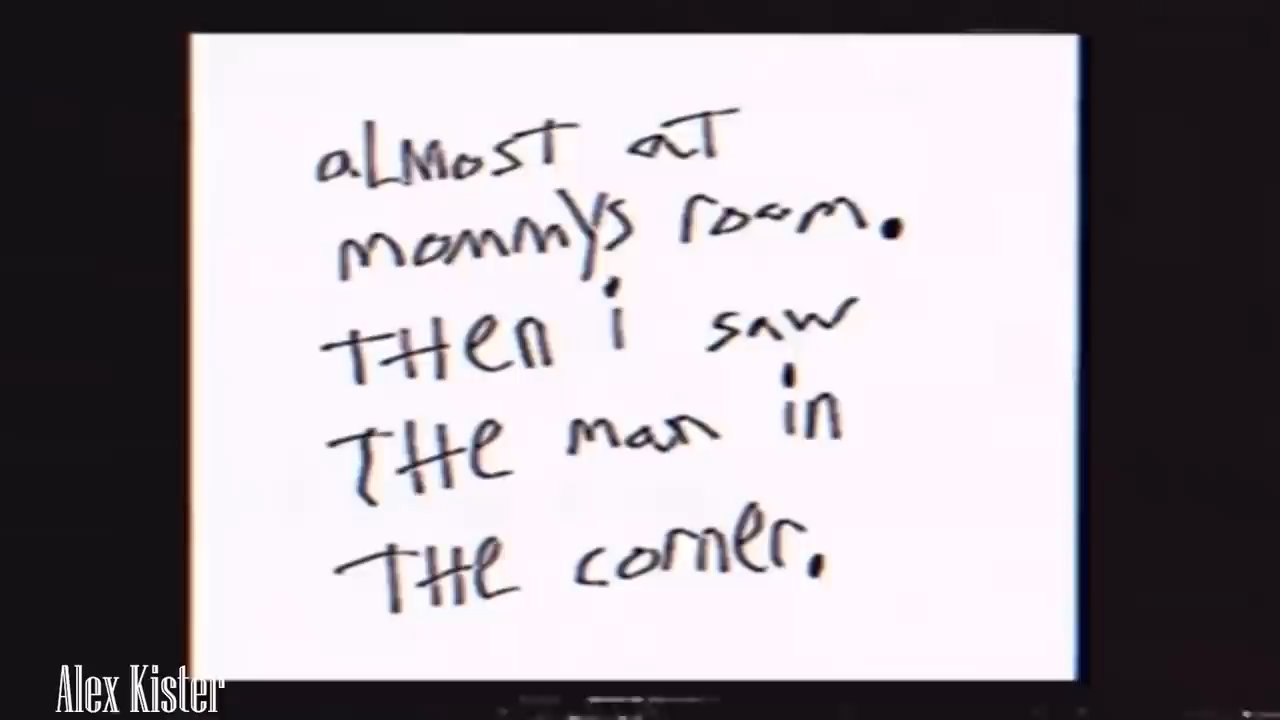 aLMosT aT
mommys room.
THen i saw
THe man in
THe corner.
Alex Kister